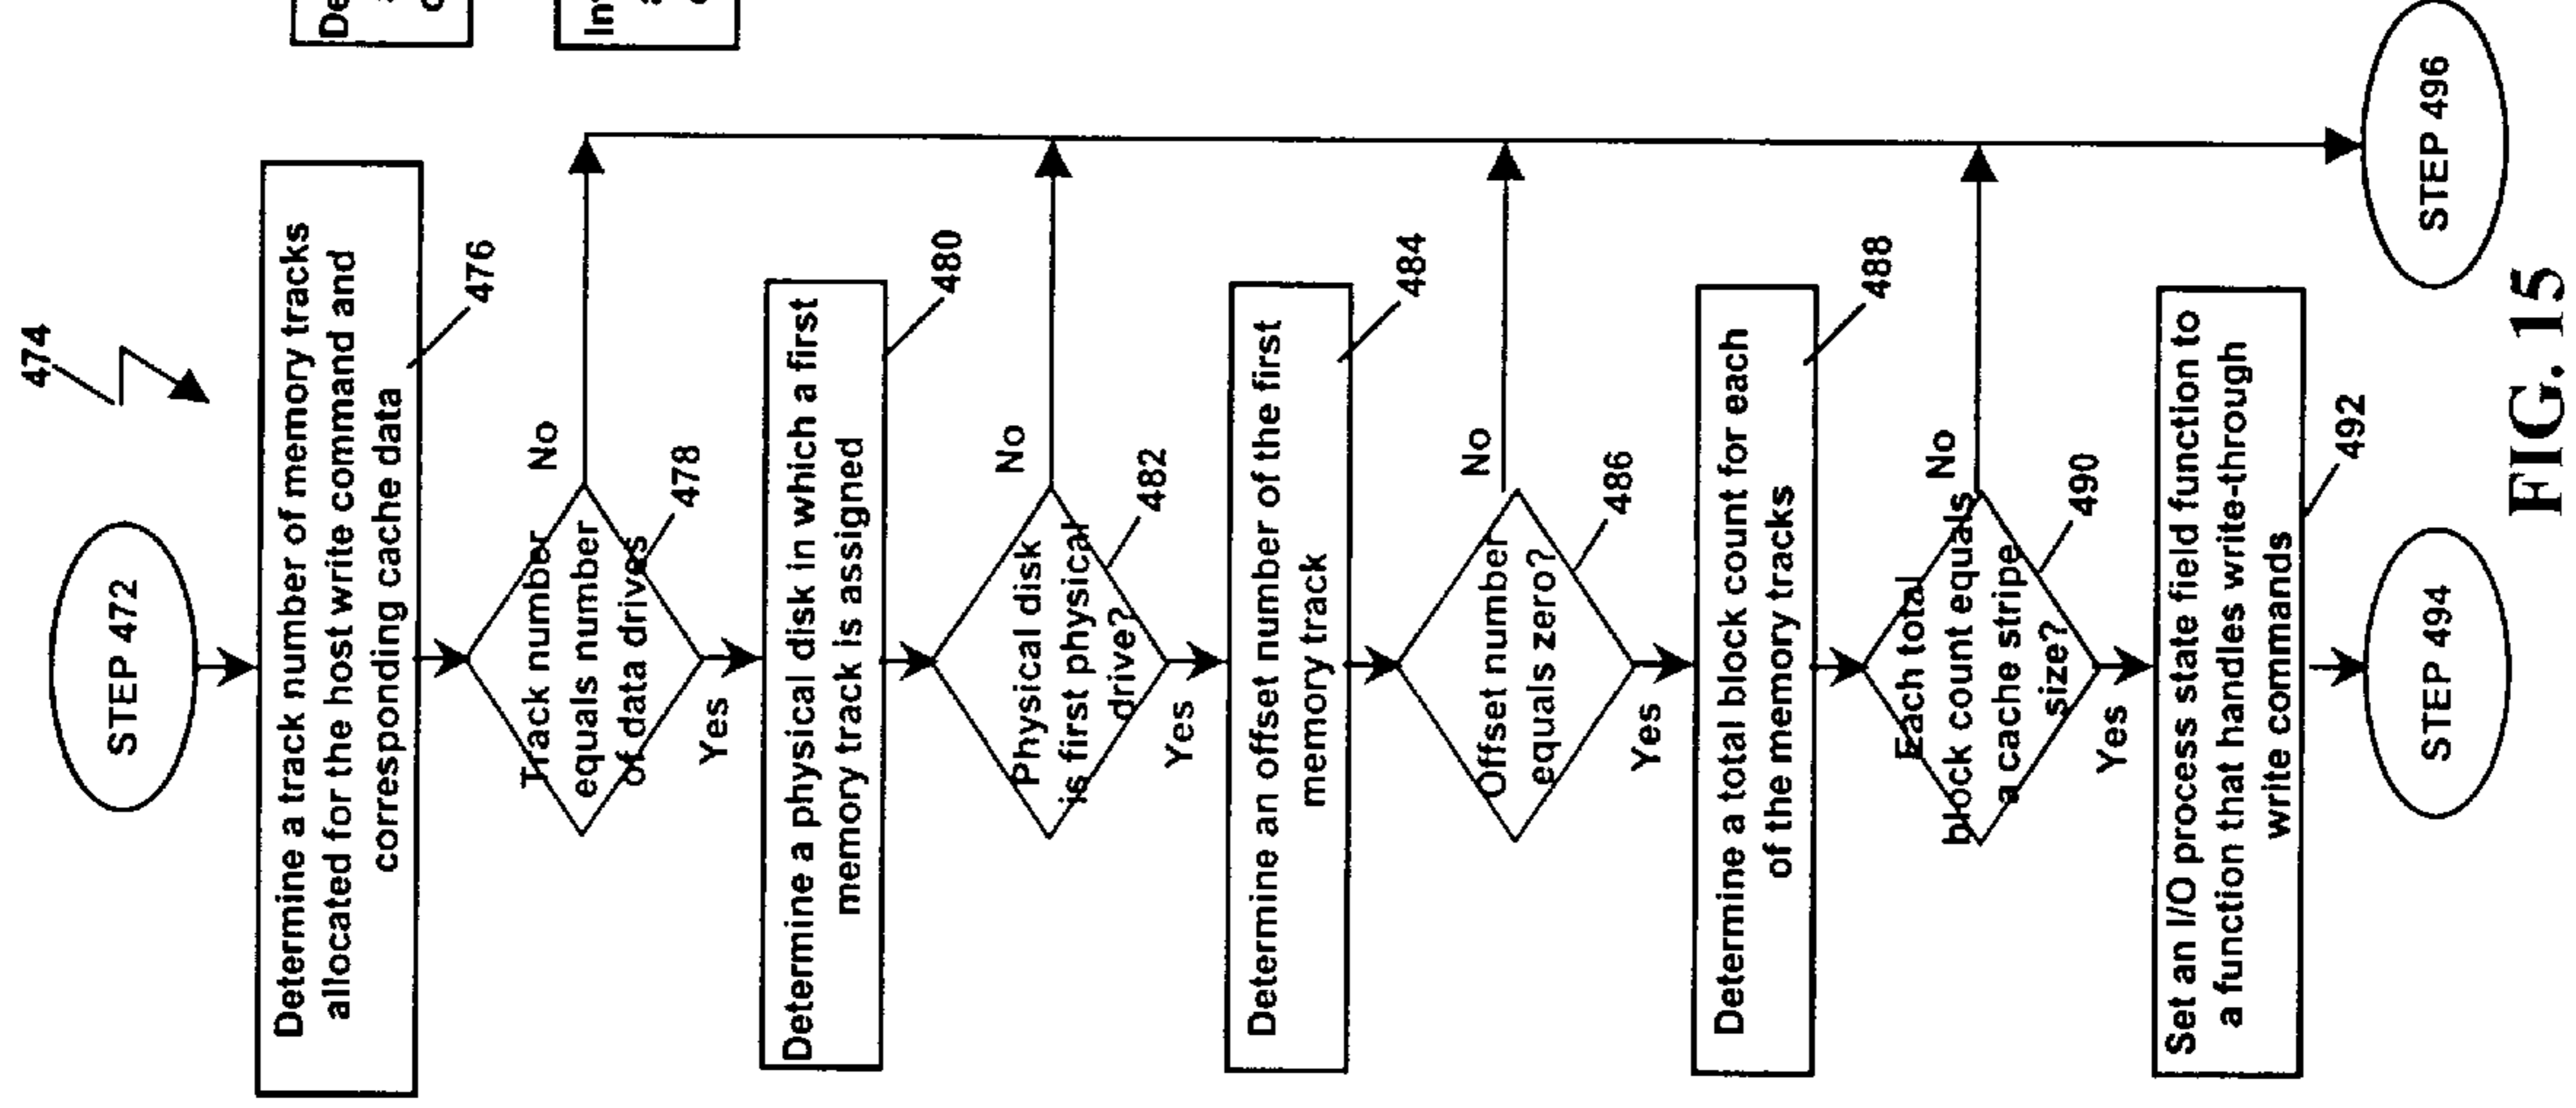 474
STEP 472
Determine a track number of memory tracks
allocated for the host write command and
corresponding cache data
476
Track number
equals number
of data drives
No
478
Yes
Determine a physical disk in which a first
memory track is assigned
480
Physical disk
is first physical
drive?
No
482
Yes
Determine an offset number of the first
memory track
484
Offset number
equals zero?
No
486
Yes
Determine a total block count for each
of the memory tracks
488
Each total
block count equals
a cache stripe
size?
No
490
Yes
Set an I/O process state field function to
a function that handles write-through
write commands
492
STEP 494
STEP 496
FIG. 15